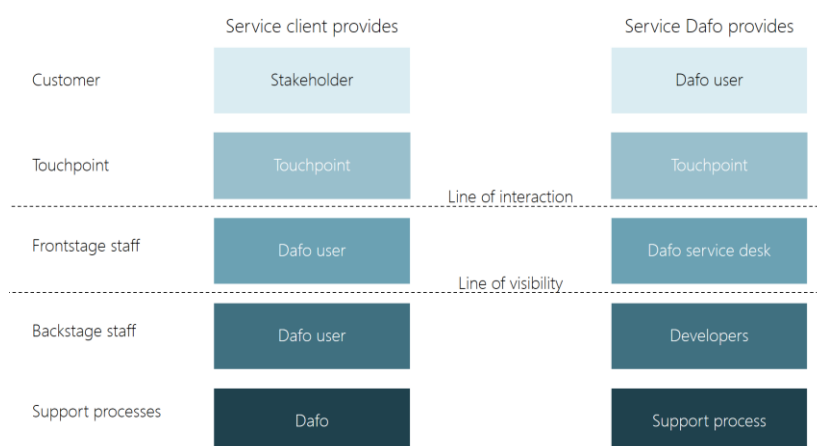 Service client provides Service Dafo provides
Customer Stakeholder Dafo user
Touchpoint Touchpoint Touchpoint
Line of interaction
Frontstage staff Dafo user Dafo service desk
Line of visibility
Backstage staff Dafo user Developers
Support processes Dafo Support process